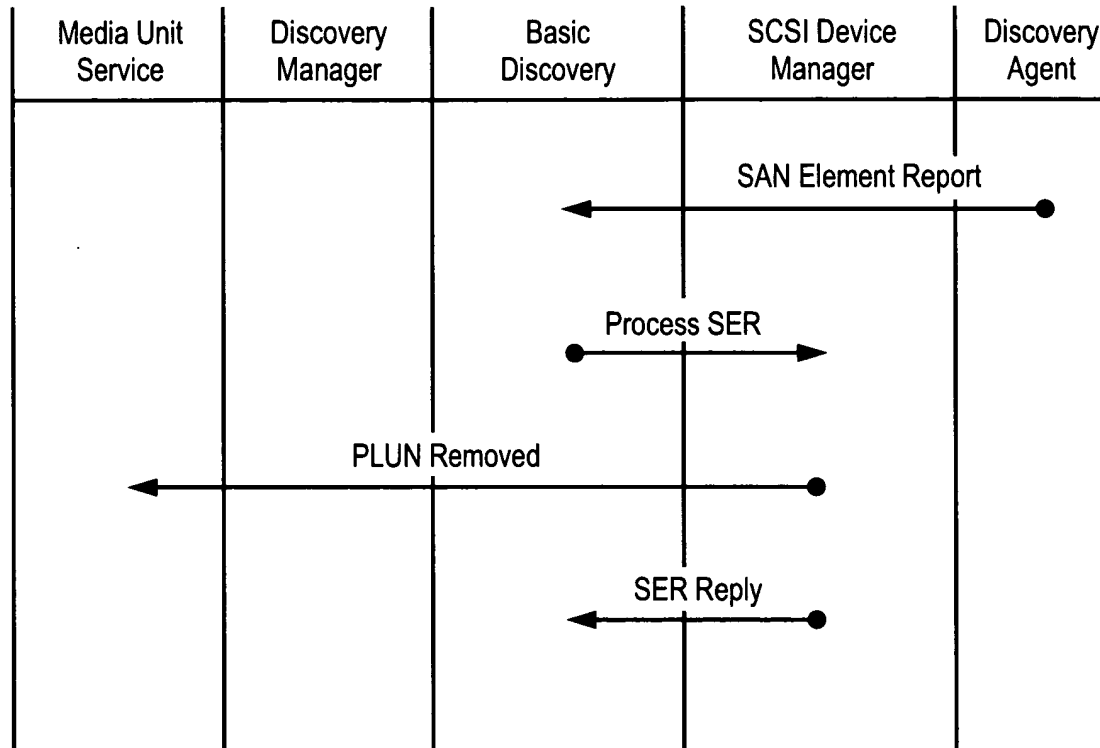 Media Unit
Service
Discovery
Manager
Basic
Discovery
SCSI Device
Manager
Discovery
Agent
SAN Element Report
Process SER
PLUN Removed
SER Reply